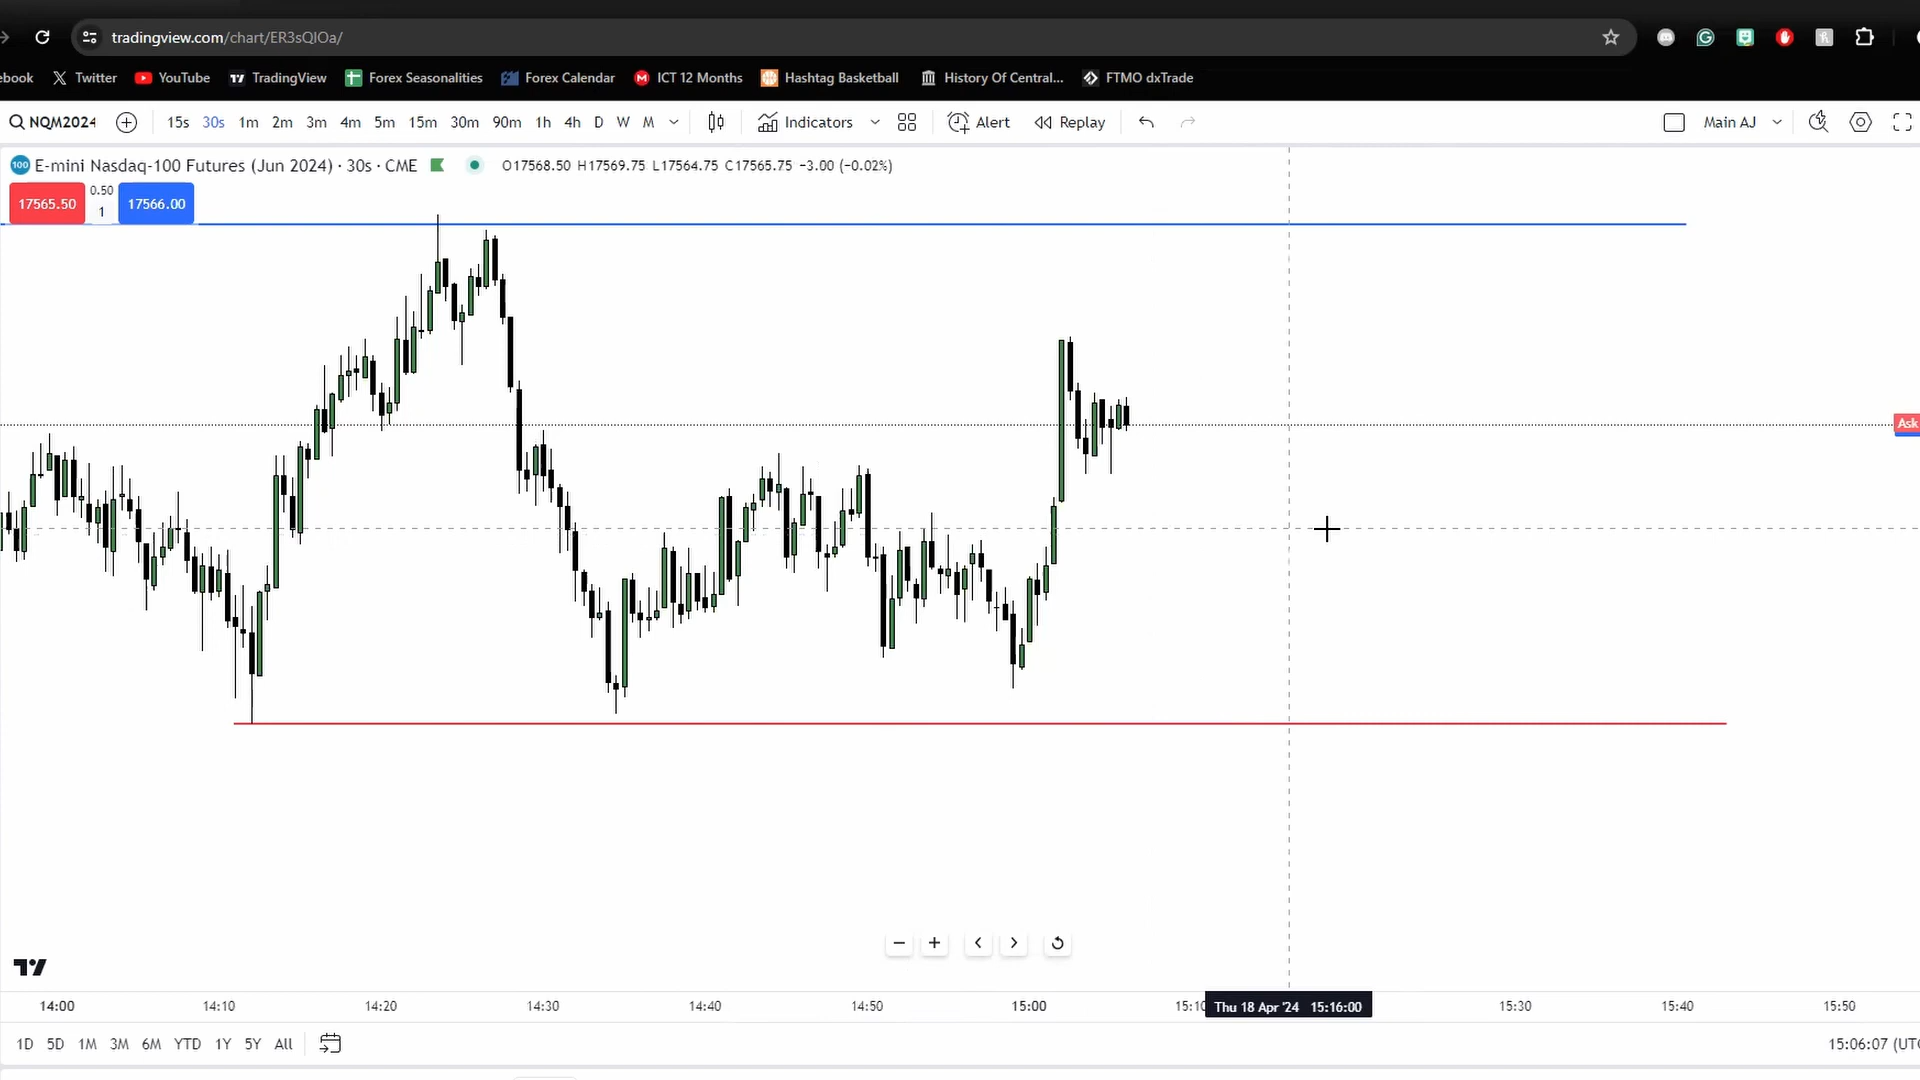 tradingview.com/chart/ER3sQIOa/
ebook Twitter YouTube TradingView Forex Seasonalities Forex Calendar ICT 12 Months Hashtag Basketball History Of Central... FTMO dxTrade
NQM2024 15s 30s 1m 2m 3m 4m 5m 15m 30m 90m 1h 4h D W M Indicators Alert Replay Main AJ
100 E-mini Nasdaq-100 Futures (Jun 2024) · 30s · CME O17568.50 H17569.75 L17564.75 C17565.75 −3.00 (−0.02%)
17565.50 0.50 1 17566.00
Ask
14:00 14:10 14:20 14:30 14:40 14:50 15:00 15:10 Thu 18 Apr '24 15:16:00 15:30 15:40 15:50
1D 5D 1M 3M 6M YTD 1Y 5Y All 15:06:07 (UTC